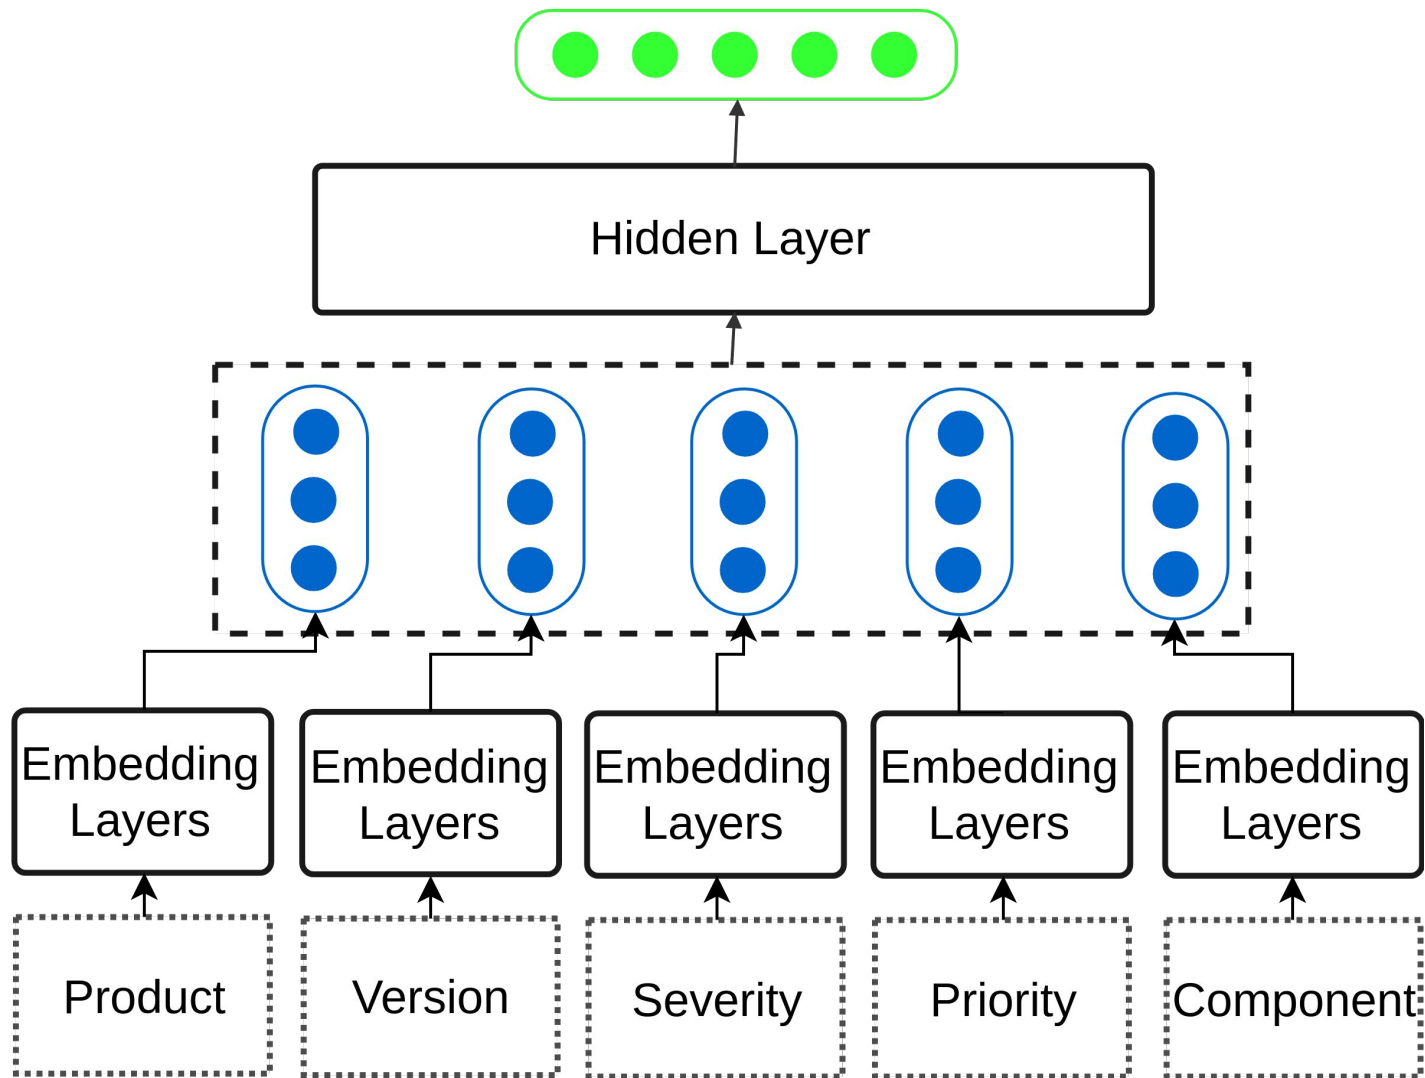 Hidden Layer
Embedding
Layers
Embedding
Layers
Embedding
Layers
Embedding
Layers
Embedding
Layers
Product
Version
Severity
Priority
Component